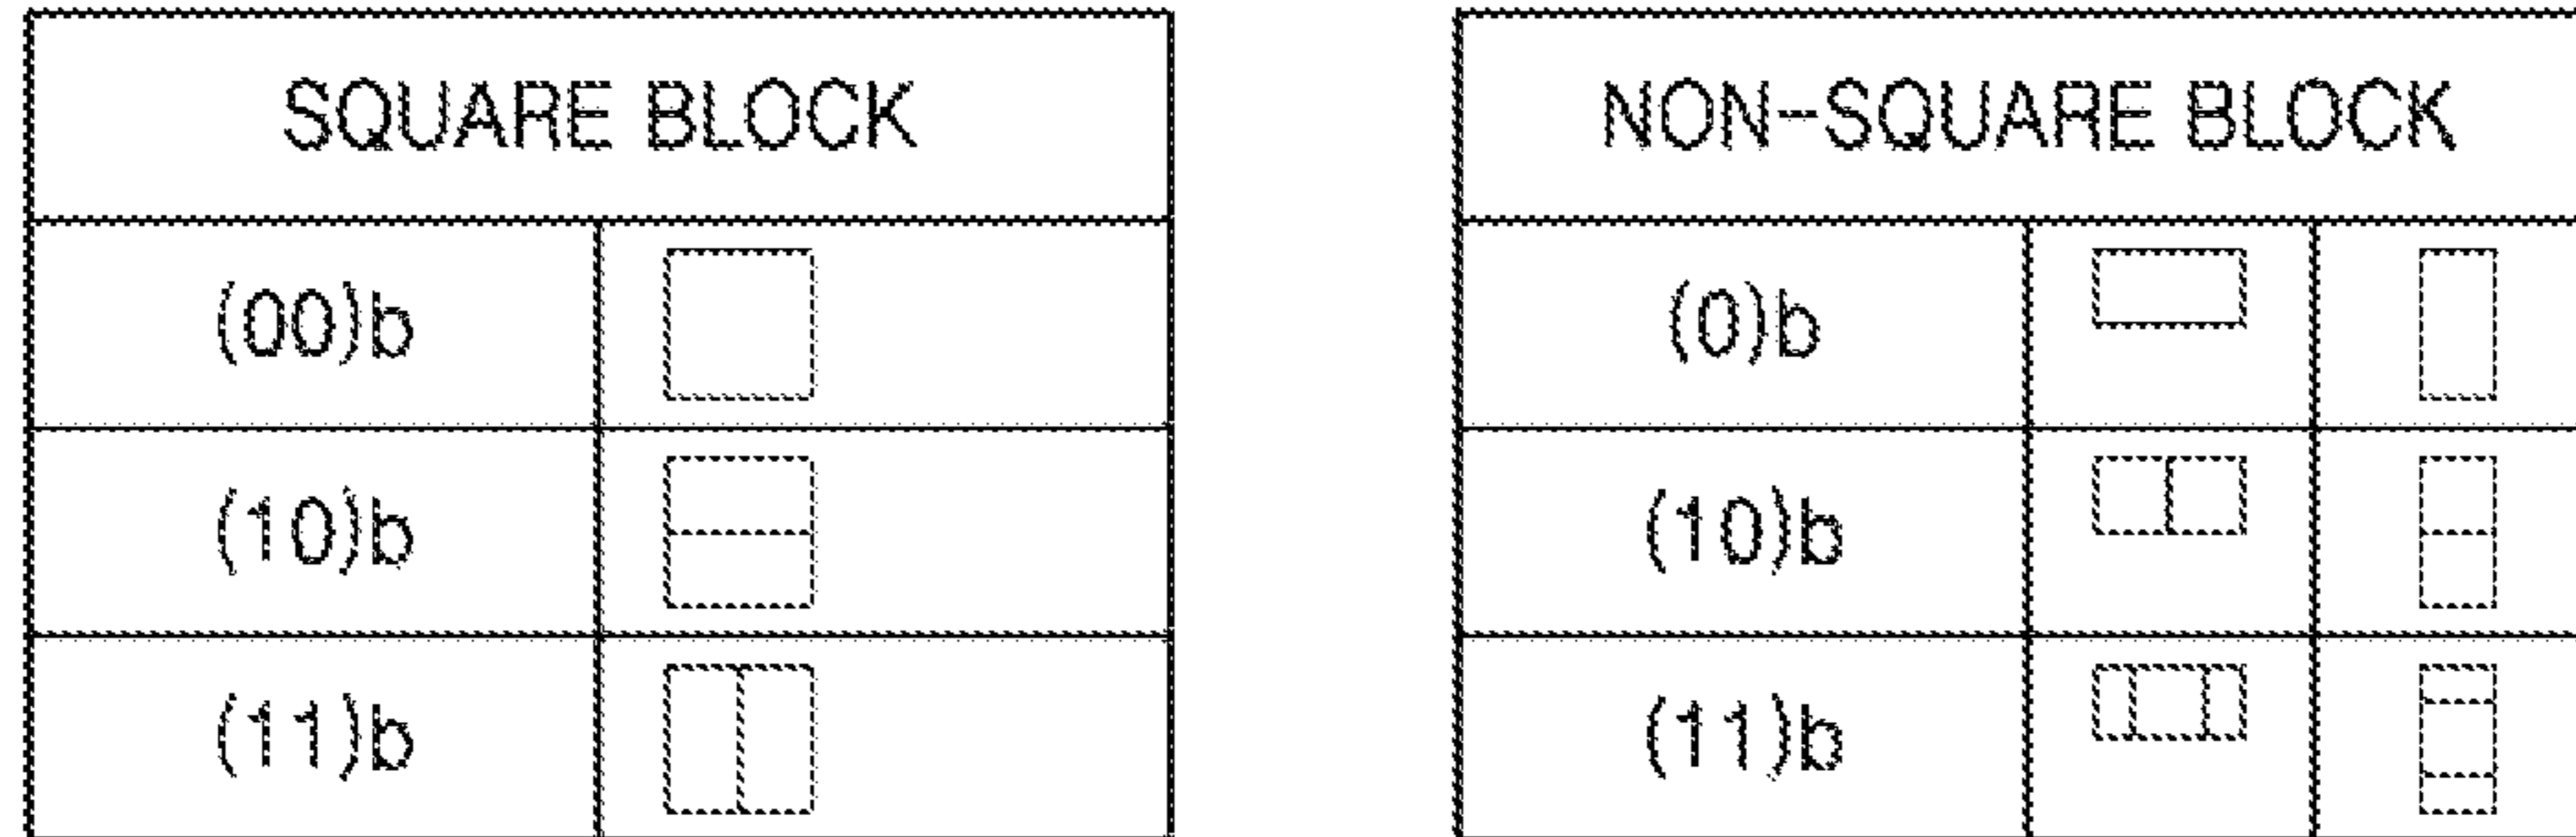 SQUARE BLOCK
(00)b
(10)b
(11)b
NON-SQUARE BLOCK
(0)b
(10)b
(11)b